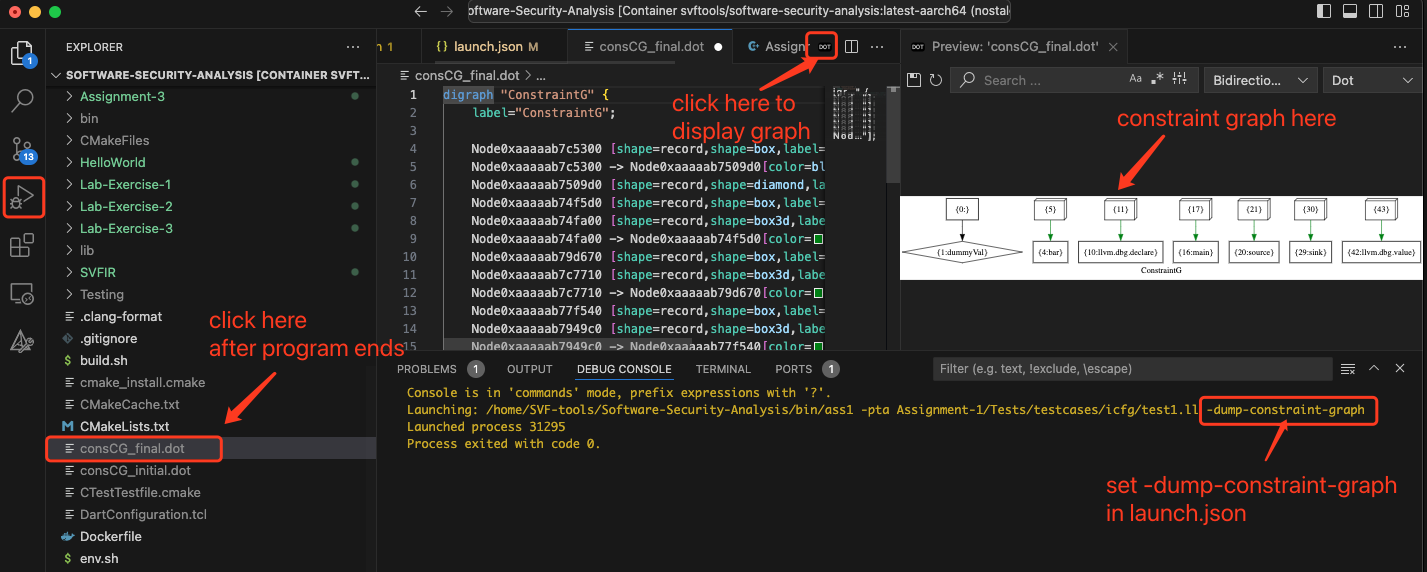 oftware-Security-Analysis [Container svftools/software-security-analysis:latest-aarch64 (nostal
EXPLORER
SOFTWARE-SECURITY-ANALYSIS [CONTAINER SVFT...
Assignment-3
bin
CMakeFiles
HelloWorld
Lab-Exercise-1
Lab-Exercise-2
Lab-Exercise-3
lib
SVFIR
Testing
.clang-format
.gitignore
build.sh
cmake_install.cmake
CMakeCache.txt
CMakeLists.txt
consCG_final.dot
consCG_initial.dot
CTestTestfile.cmake
DartConfiguration.tcl
Dockerfile
env.sh
1
13
click here
after program ends
1 launch.json M consCG_final.dot Assignr DOT
consCG_final.dot > ...
1 digraph "ConstraintG" {
2 label="ConstraintG";
4 Node0xaaaaab7c5300 [shape=record,shape=box,label=
5 Node0xaaaaab7c5300 -> Node0xaaaaab7509d0[color=bl
6 Node0xaaaaab7509d0 [shape=record,shape=diamond,la
7 Node0xaaaaab74f5d0 [shape=record,shape=box,label=
8 Node0xaaaaab74fa00 [shape=record,shape=box3d,labe
9 Node0xaaaaab74fa00 -> Node0xaaaaab74f5d0[color=
10 Node0xaaaaab79d670 [shape=record,shape=box,label=
11 Node0xaaaaab7c7710 [shape=record,shape=box3d,labe
12 Node0xaaaaab7c7710 -> Node0xaaaaab79d670[color=
13 Node0xaaaaab77f540 [shape=record,shape=box,label=
14 Node0xaaaaab7949c0 [shape=record,shape=box3d,labe
15 Node0xaaaaab7949c0 -> Node0xaaaaab77f540[color=
click here to
display graph
DOT Preview: 'consCG_final.dot'
Search ... Aa Bidirectio... Dot
constraint graph here
{0:} {5} {11} {17} {21} {30} {43}
{1:dummyVal} {4:bar} {10:llvm.dbg.declare} {16:main} {20:source} {29:sink} {42:llvm.dbg.value}
ConstraintG
PROBLEMS 1 OUTPUT DEBUG CONSOLE TERMINAL PORTS 1 Filter (e.g. text, !exclude, \escape)
Console is in 'commands' mode, prefix expressions with '?'.
Launching: /home/SVF-tools/Software-Security-Analysis/bin/ass1 -pta Assignment-1/Tests/testcases/icfg/test1.ll -dump-constraint-graph
Launched process 31295
Process exited with code 0.
set -dump-constraint-graph
in launch.json